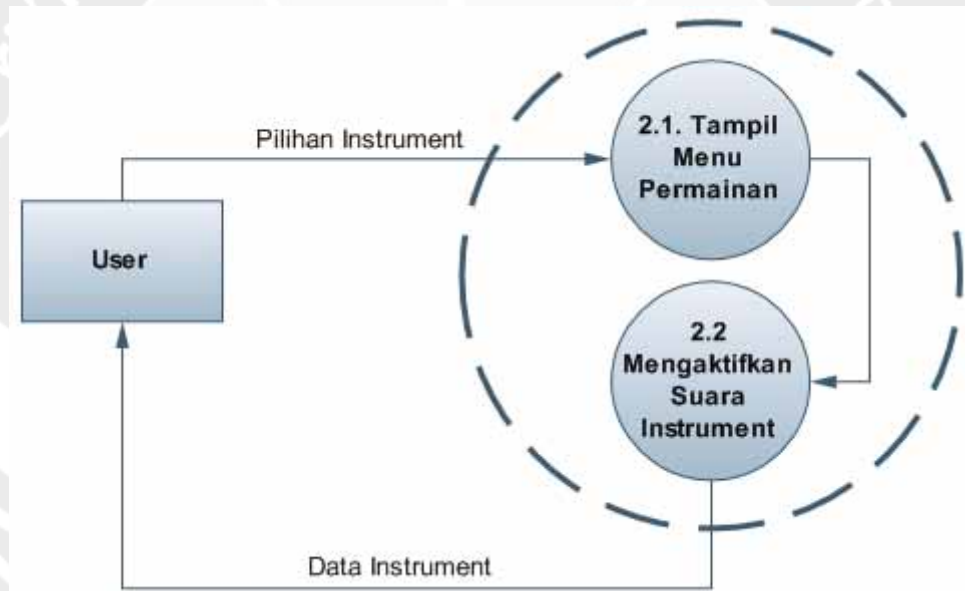 Pilihan Instrument
2.1. Tampil
Menu
Permainan
User
2.2
Mengaktifkan
Suara
Instrument
Data Instrument